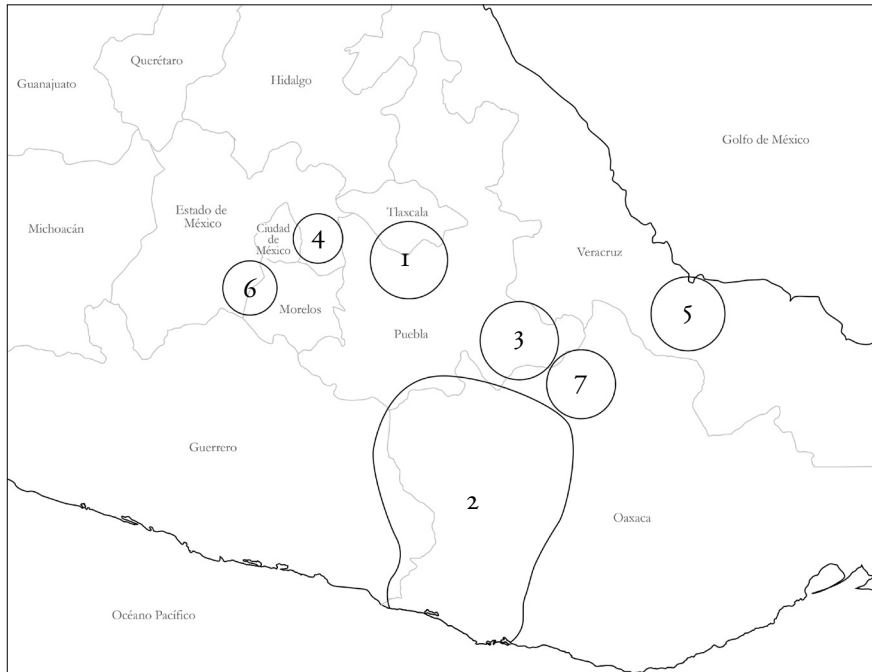 Querétaro
Guanajuato
Hidalgo
Golfo de México
Michoacán
Estado de
México
Ciudad
de
México
4
Tlaxcala
1
Veracruz
6
Morelos
Puebla
3
5
7
Guerrero
2
Oaxaca
Océano Pacífico